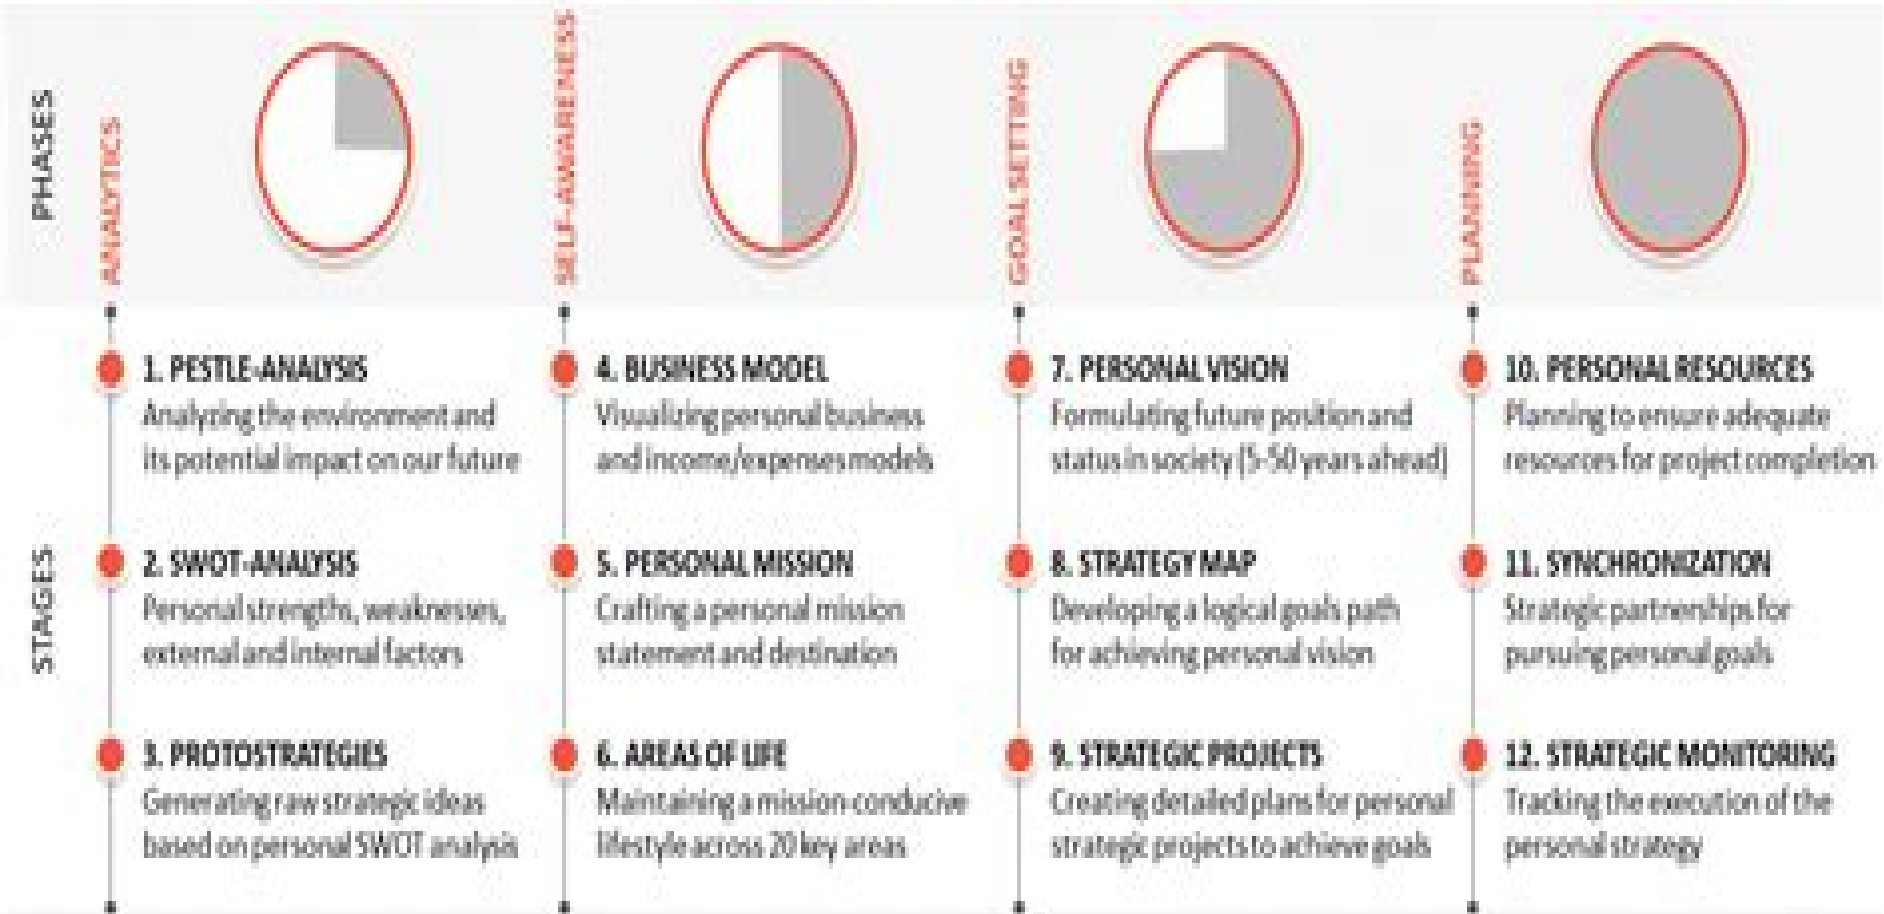 PHASES
ANALYTICS
SELF-AWARENESS
GOAL SETTING
PLANNING
STAGES
1. PESTLE-ANALYSIS
Analyzing the environment and
its potential impact on our future
2. SWOT-ANALYSIS
Personal strengths, weaknesses,
external and internal factors
3. PROTOSTRATEGIES
Generating raw strategic ideas
based on personal SWOT analysis
4. BUSINESS MODEL
Visualizing personal business
and income/expenses models
5. PERSONAL MISSION
Crafting a personal mission
statement and destination
6. AREAS OF LIFE
Maintaining a mission-conducive
lifestyle across 20 key areas
7. PERSONAL VISION
Formulating future position and
status in society (5-50 years ahead)
8. STRATEGY MAP
Developing a logical goals path
for achieving personal vision
9. STRATEGIC PROJECTS
Creating detailed plans for personal
strategic projects to achieve goals
10. PERSONAL RESOURCES
Planning to ensure adequate
resources for project completion
11. SYNCHRONIZATION
Strategic partnerships for
pursuing personal goals
12. STRATEGIC MONITORING
Tracking the execution of the
personal strategy